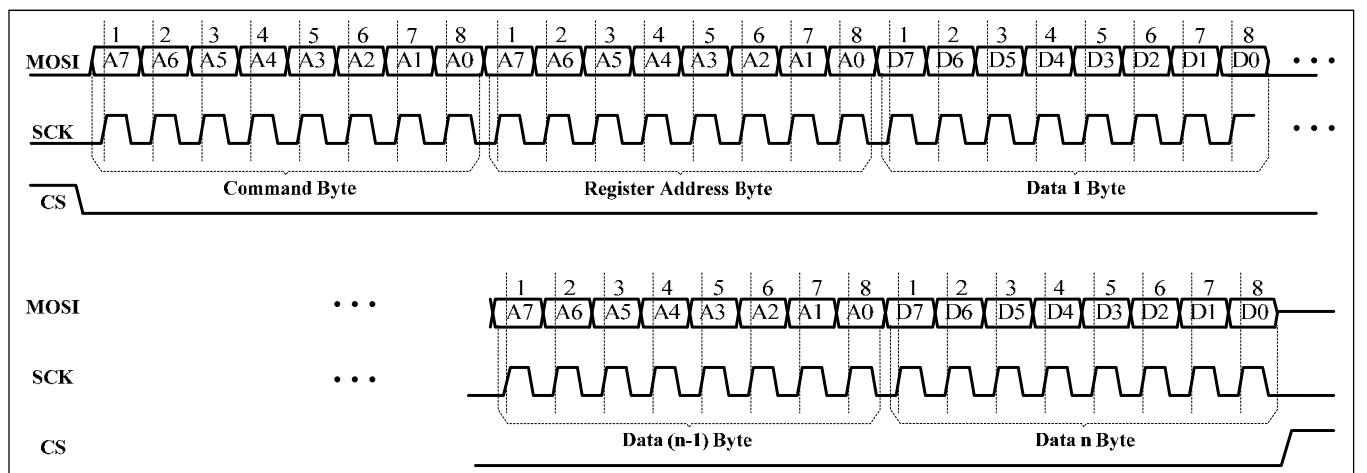 1 2 3 4 5 6 7 8 1 2 3 4 5 6 7 8 1 2 3 4 5 6 7 8
MOSI A7 A6 A5 A4 A3 A2 A1 A0 A7 A6 A5 A4 A3 A2 A1 A0 D7 D6 D5 D4 D3 D2 D1 D0 • • •
SCK • • •
Command Byte Register Address Byte Data 1 Byte
CS
1 2 3 4 5 6 7 8 1 2 3 4 5 6 7 8
MOSI • • • A7 A6 A5 A4 A3 A2 A1 A0 D7 D6 D5 D4 D3 D2 D1 D0
SCK • • •
Data (n-1) Byte Data n Byte
CS